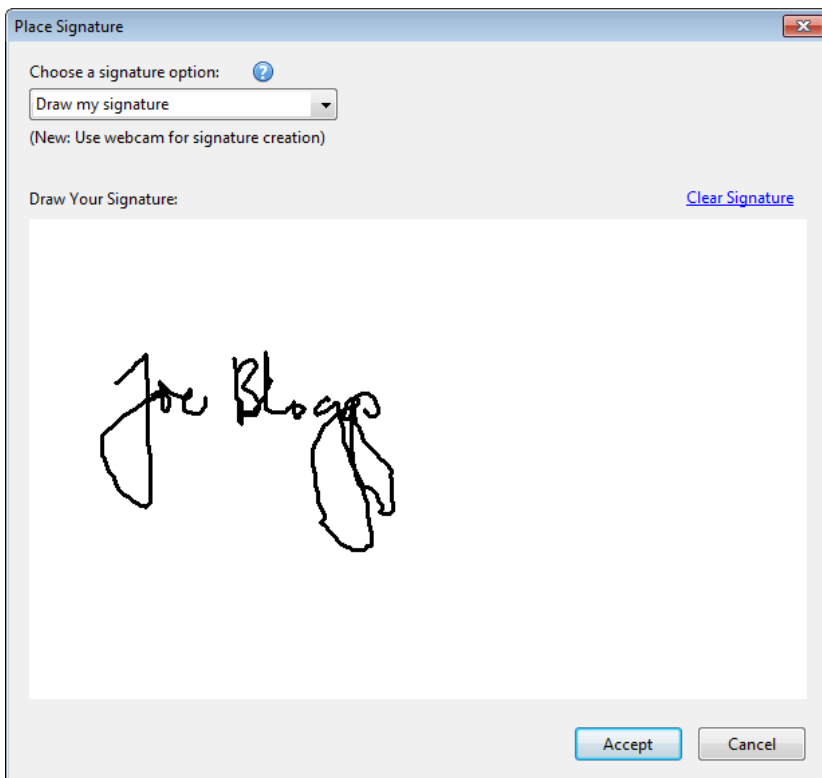 Place Signature
Choose a signature option:
Draw my signature
(New: Use webcam for signature creation)
Draw Your Signature: Clear Signature
Joe Bloggs
Accept Cancel